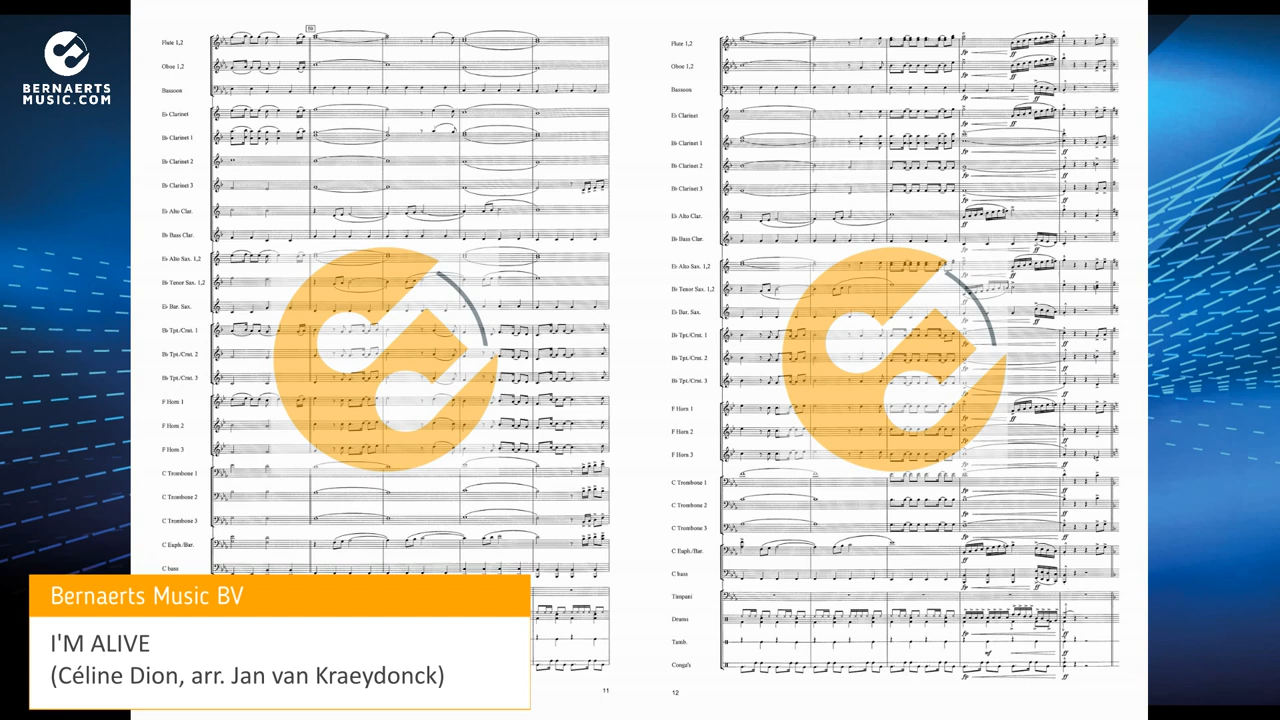 BERNAERTS
MUSIC.COM
59
Flute 1,2
Oboe 1,2
Bassoon
E♭ Clarinet
B♭ Clarinet 1
B♭ Clarinet 2
B♭ Clarinet 3
E♭ Alto Clar.
B♭ Bass Clar.
E♭ Alto Sax. 1,2
B♭ Tenor Sax. 1,2
E♭ Bar. Sax.
B♭ Tpt./Crnt. 1
B♭ Tpt./Crnt. 2
B♭ Tpt./Crnt. 3
F Horn 1
F Horn 2
F Horn 3
C Trombone 1
C Trombone 2
C Trombone 3
C Euph./Bar.
C bass
11
Flute 1,2
Oboe 1,2
Bassoon
E♭ Clarinet
B♭ Clarinet 1
B♭ Clarinet 2
B♭ Clarinet 3
E♭ Alto Clar.
B♭ Bass Clar.
E♭ Alto Sax. 1,2
B♭ Tenor Sax. 1,2
E♭ Bar. Sax.
B♭ Tpt./Crnt. 1
B♭ Tpt./Crnt. 2
B♭ Tpt./Crnt. 3
F Horn 1
F Horn 2
F Horn 3
C Trombone 1
C Trombone 2
C Trombone 3
C Euph./Bar.
C bass
Timpani
Drums
Tamb.
Conga's
12
Bernaerts Music BV
I'M ALIVE
(Céline Dion, arr. Jan van Kraeydonck)